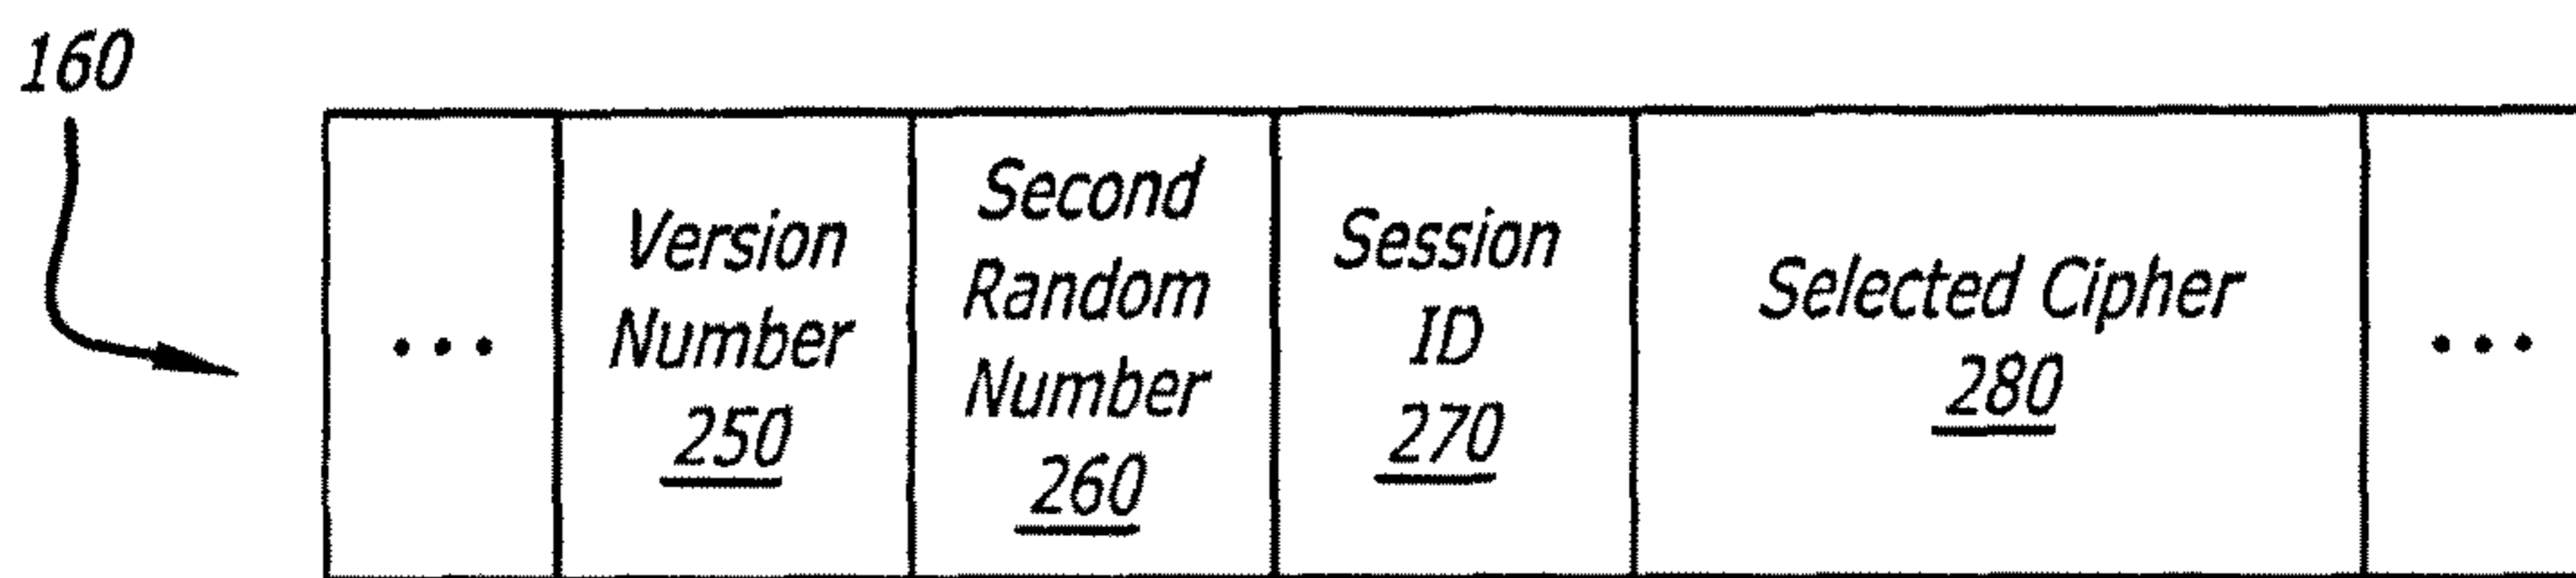 160
...
Version
Number
250
Second
Random
Number
260
Session
ID
270
Selected Cipher
280
...